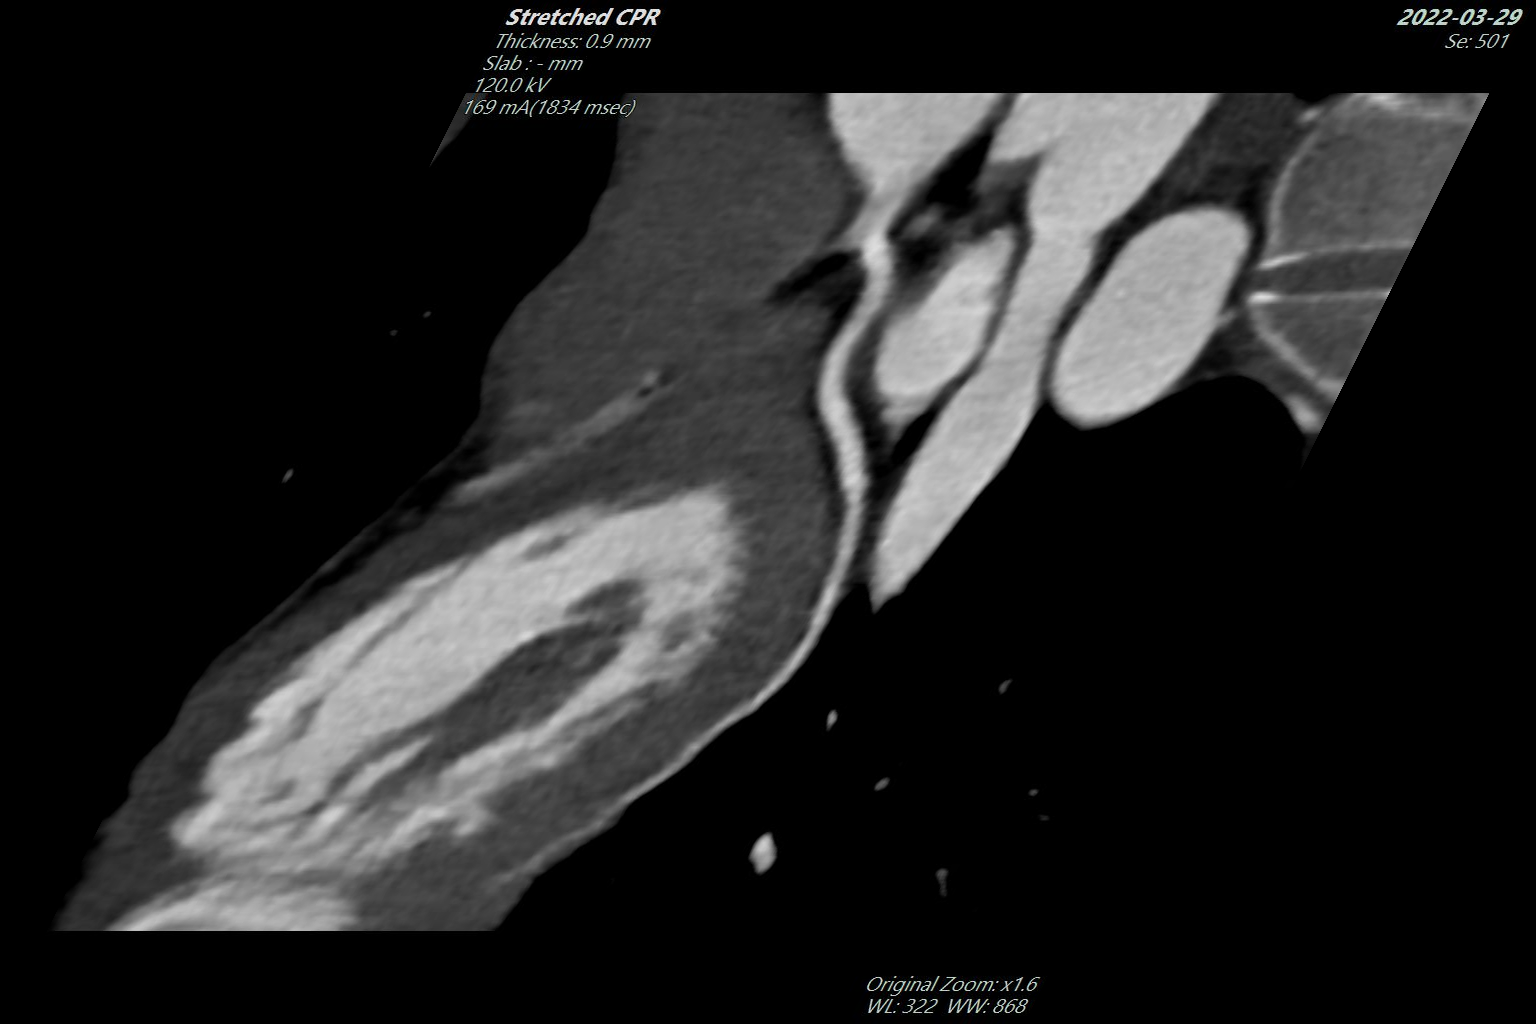 Stretched CPR
Thickness: 0.9 mm
Slab : - mm
120.0 kV
169 mA(1834 msec)
2022-03-29
Se: 501
Original Zoom: x1.6
WL: 322 WW: 868